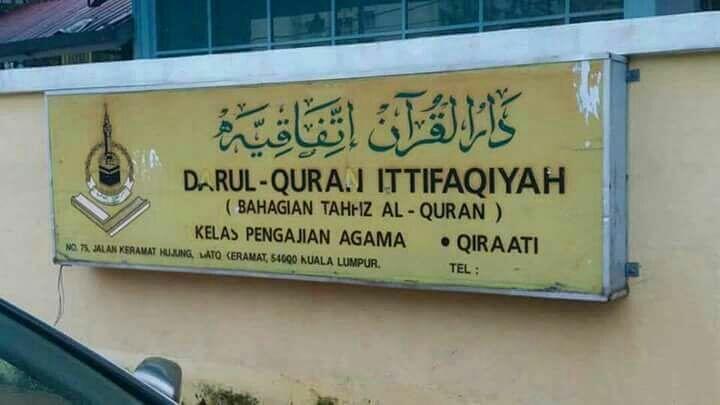 دار القرآن إتفاقيه
DARUL-QURAN ITTIFAQIYAH
( BAHAGIAN TAHFIZ AL-QURAN )
KELAS PENGAJIAN AGAMA • QIRAATI
NO. 75, JALAN KERAMAT HUJUNG, DATO KERAMAT, 54000 KUALA LUMPUR. TEL :